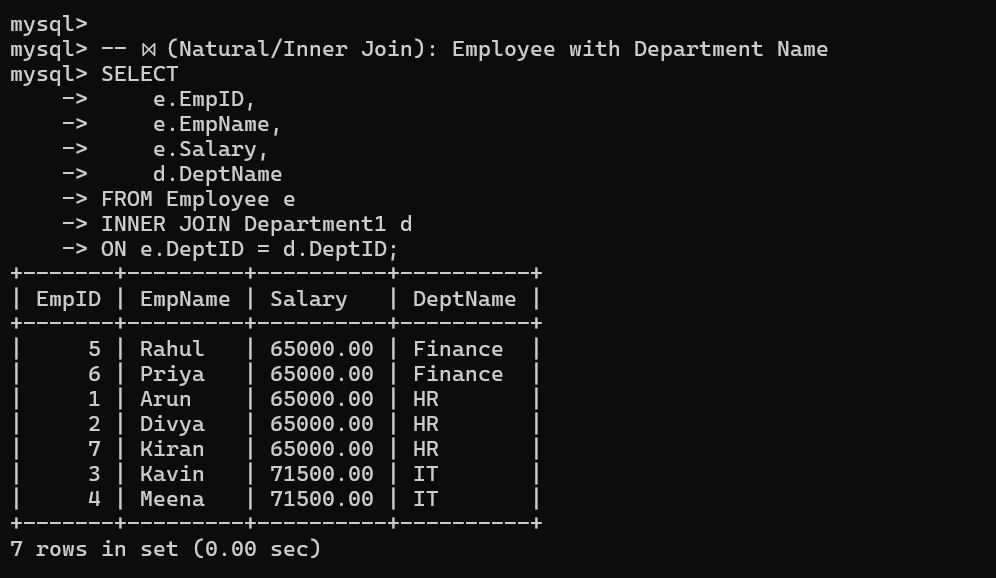 mysql>
mysql> -- ⋈ (Natural/Inner Join): Employee with Department Name
mysql> SELECT
    ->     e.EmpID,
    ->     e.EmpName,
    ->     e.Salary,
    ->     d.DeptName
    -> FROM Employee e
    -> INNER JOIN Department1 d
    -> ON e.DeptID = d.DeptID;
+-------+---------+----------+----------+
| EmpID | EmpName | Salary   | DeptName |
+-------+---------+----------+----------+
|     5 | Rahul   | 65000.00 | Finance  |
|     6 | Priya   | 65000.00 | Finance  |
|     1 | Arun    | 65000.00 | HR       |
|     2 | Divya   | 65000.00 | HR       |
|     7 | Kiran   | 65000.00 | HR       |
|     3 | Kavin   | 71500.00 | IT       |
|     4 | Meena   | 71500.00 | IT       |
+-------+---------+----------+----------+
7 rows in set (0.00 sec)